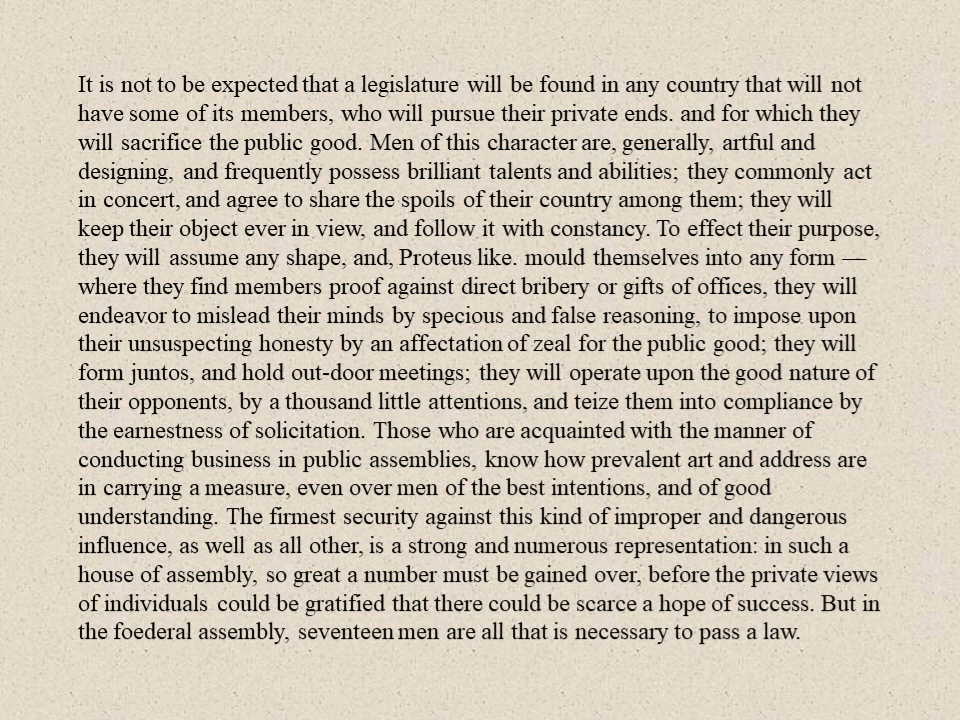 It is not to be expected that a legislature will be found in any country that will not
have some of its members, who will pursue their private ends. and for which they
will sacrifice the public good. Men of this character are, generally, artful and
designing, and frequently possess brilliant talents and abilities; they commonly act
in concert, and agree to share the spoils of their country among them; they will
keep their object ever in view, and follow it with constancy. To effect their purpose,
they will assume any shape, and, Proteus like. mould themselves into any form —
where they find members proof against direct bribery or gifts of offices, they will
endeavor to mislead their minds by specious and false reasoning, to impose upon
their unsuspecting honesty by an affectation of zeal for the public good; they will
form juntos, and hold out-door meetings; they will operate upon the good nature of
their opponents, by a thousand little attentions, and teize them into compliance by
the earnestness of solicitation. Those who are acquainted with the manner of
conducting business in public assemblies, know how prevalent art and address are
in carrying a measure, even over men of the best intentions, and of good
understanding. The firmest security against this kind of improper and dangerous
influence, as well as all other, is a strong and numerous representation: in such a
house of assembly, so great a number must be gained over, before the private views
of individuals could be gratified that there could be scarce a hope of success. But in
the foederal assembly, seventeen men are all that is necessary to pass a law.